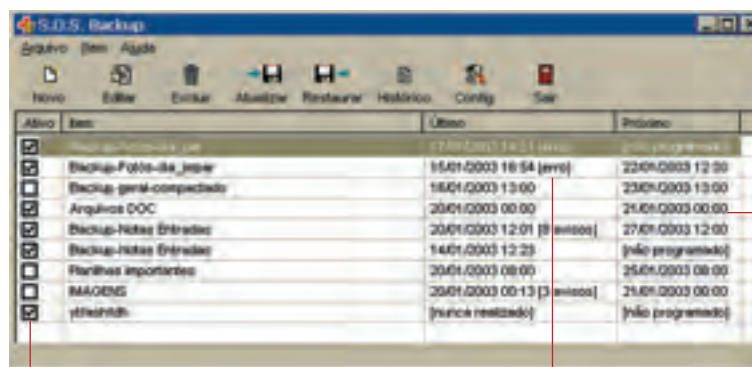 S.O.S. Backup
Arquivo Item Ajuda
Novo Editar Excluir Atualizar Restaurar Histórico Config Sair
Ativo Item Último Próximo
[não programado]
Backup-Fotos-dia_jespar 15/01/2003 16:54 [erro] 22/01/2003 12:00
Backup-geral-compactado 16/01/2003 13:00 23/01/2003 13:00
Arquivos DOC 20/01/2003 00:00 21/01/2003 00:00
Backup-Notas Entradas 20/01/2003 12:01 [8 avisos] 27/01/2003 12:00
Backup-Notas Entradas 14/01/2003 12:23 [não programado]
Planilhas importantes 20/01/2003 08:00 25/01/2003 08:00
IMAGENS 20/01/2003 00:13 [3 avisos] 21/01/2003 00:00
[nunca realizado] [não programado]